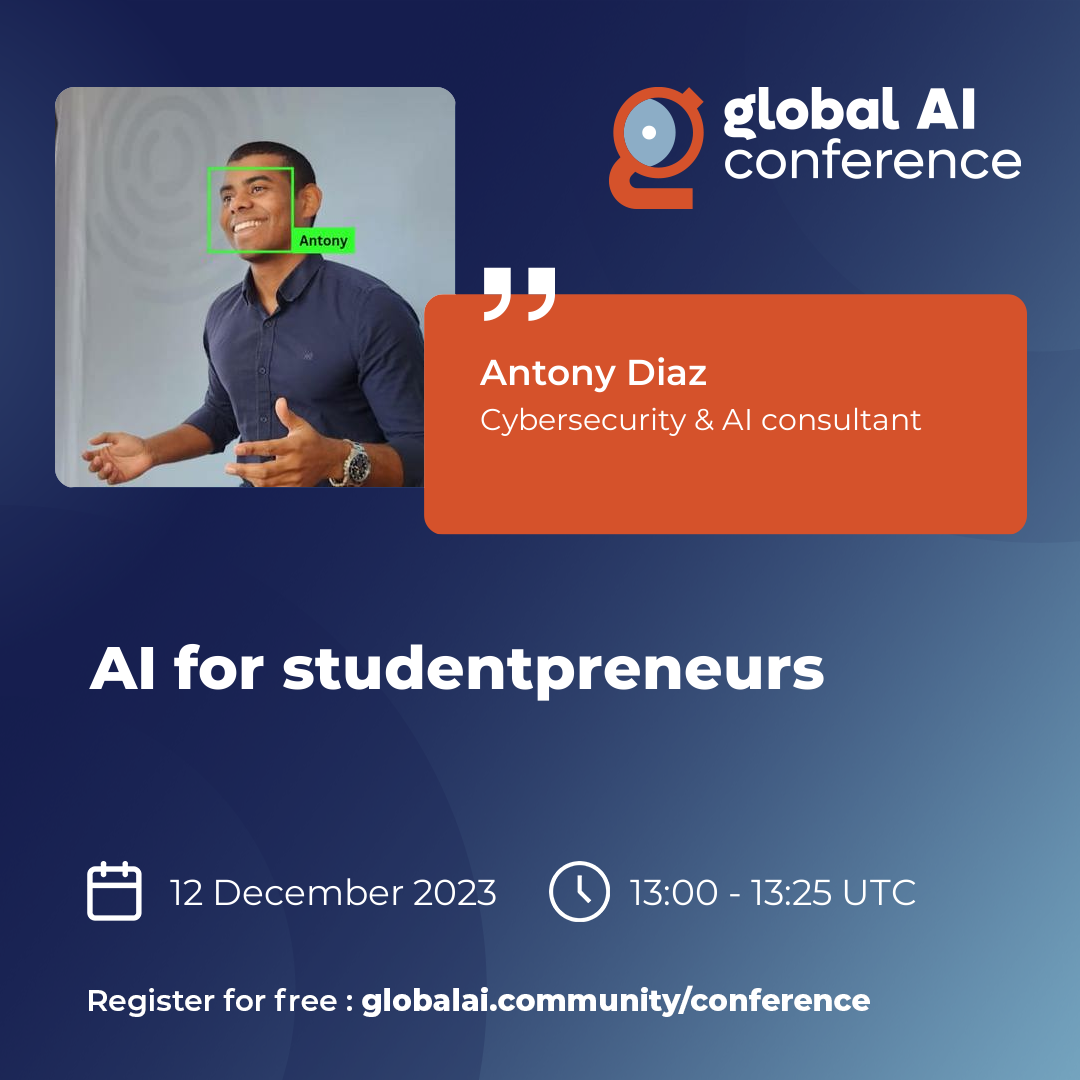 global AI
conference
Antony
Antony Diaz
Cybersecurity & AI consultant
AI for studentpreneurs
12 December 2023
13:00 - 13:25 UTC
Register for free : globalai.community/conference